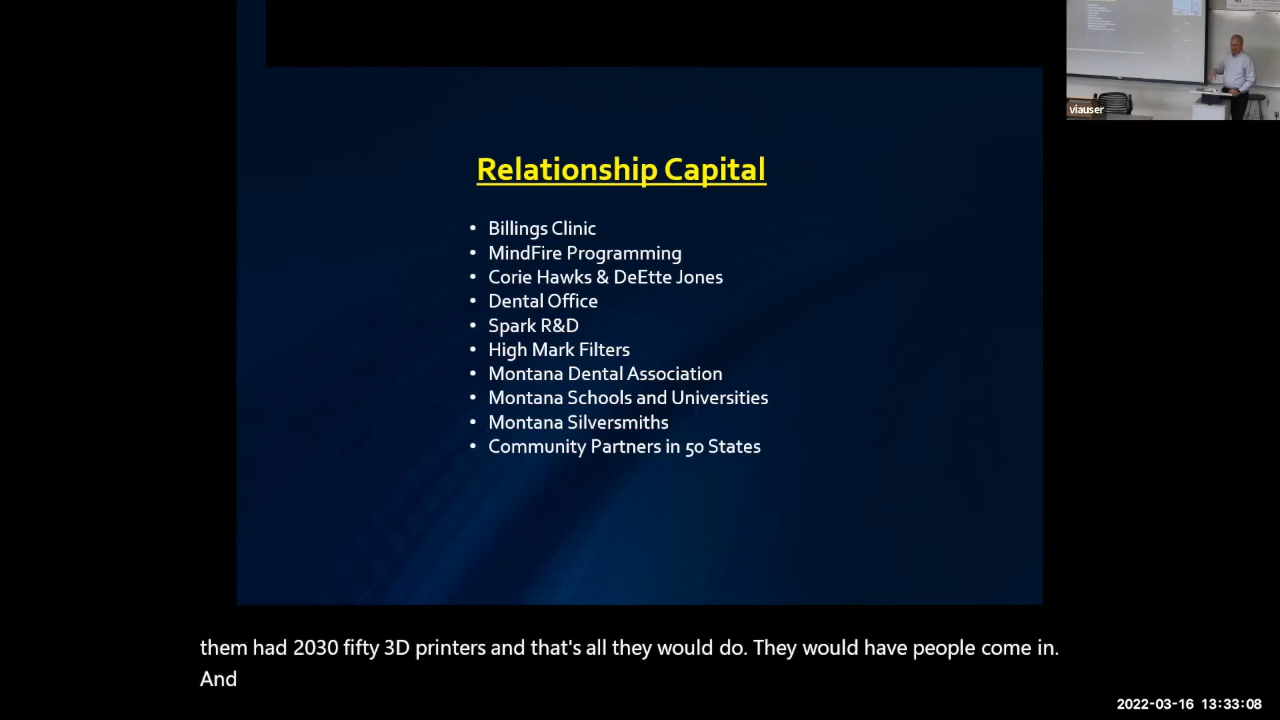 Relationship Capital
• Billings Clinic
• MindFire Programming
• Corie Hawks & DeEtte Jones
• Dental Office
• Spark R&D
• High Mark Filters
• Montana Dental Association
• Montana Schools and Universities
• Montana Silversmiths
• Community Partners in 50 States
viauser
them had 2030 fifty 3D printers and that's all they would do. They would have people come in.
And
2022-03-16 13:33:08